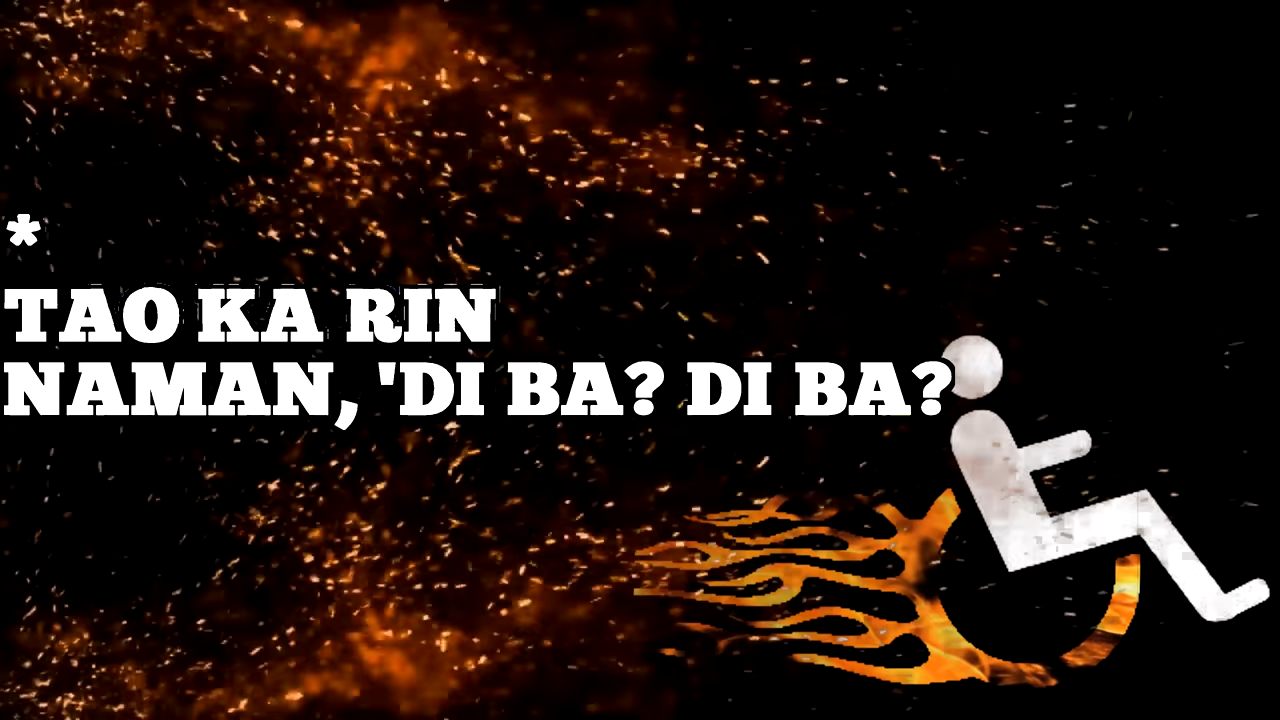 *
TAO KA RIN
NAMAN, 'DI BA? DI BA?